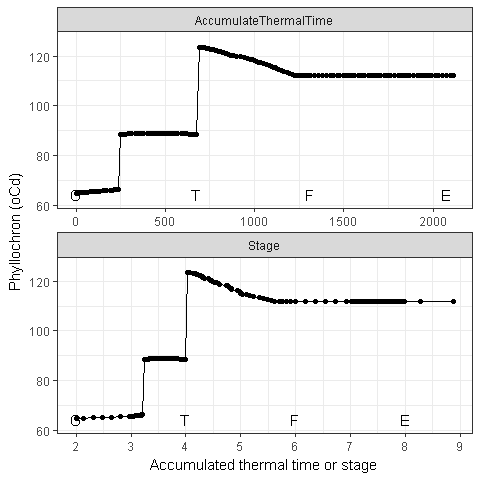 AccumulateThermalTime
120
100
80
60
G T F E
0 500 1000 1500 2000
Phyllochron (oCd)
Stage
120
100
80
60
G T F E
2 3 4 5 6 7 8 9
Accumulated thermal time or stage